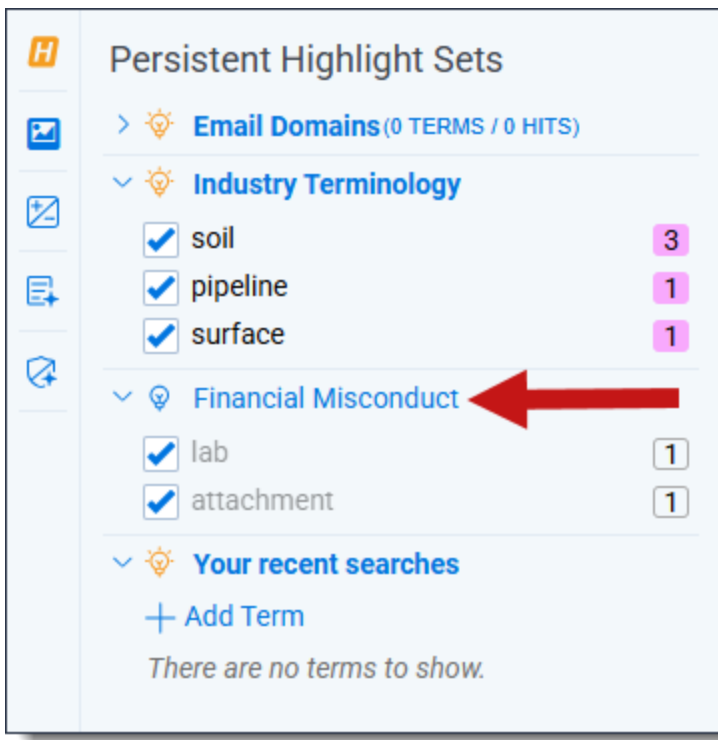 H
Persistent Highlight Sets
Email Domains (0 TERMS / 0 HITS)
Industry Terminology
soil 3
pipeline 1
surface 1
Financial Misconduct
lab 1
attachment 1
Your recent searches
+ Add Term
There are no terms to show.